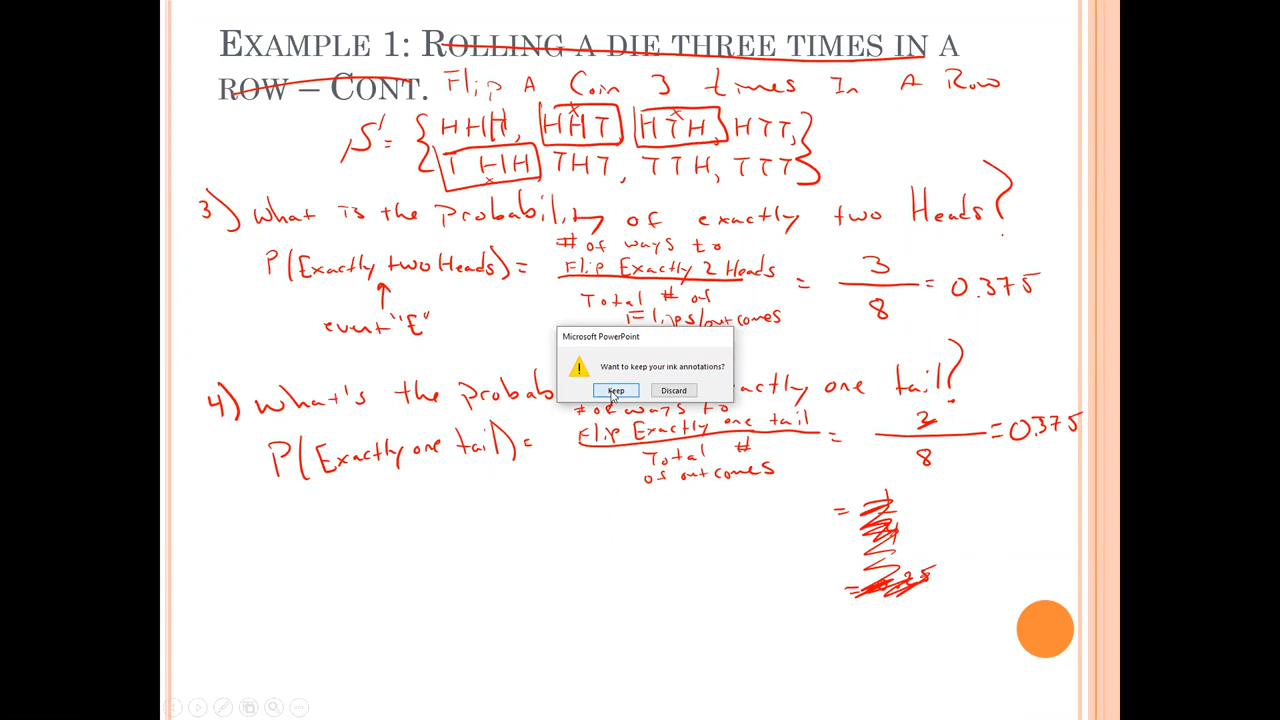 EXAMPLE 1: ROLLING A DIE THREE TIMES IN A
ROW – CONT. Flip A Coin 3 times In A Row
S = { HHH, HHT, HTH, HTT,
THH, THT, TTH, TTT }
3) What is the probability of exactly two Heads?
# of ways to
P(Exactly two Heads) = Flip Exactly 2 Heads = 3/8 = 0.375
Total # of
Flips/outcomes
event "E"
Microsoft PowerPoint
Want to keep your ink annotations?
Keep Discard
4) What's the probab exactly one tail?
# of ways to
P(Exactly one tail) = Flip Exactly one tail = 3/8 = 0.375
Total #
of outcomes
=
=